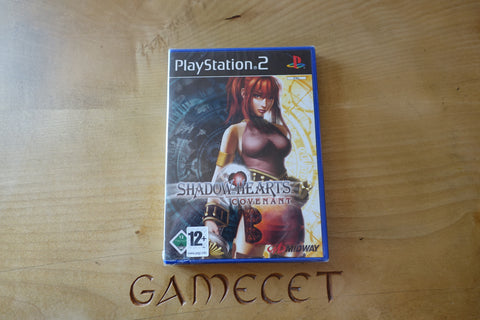 PlayStation®2
SHADOW HEARTS
COVENANT
12+
MIDWAY
GAMECET